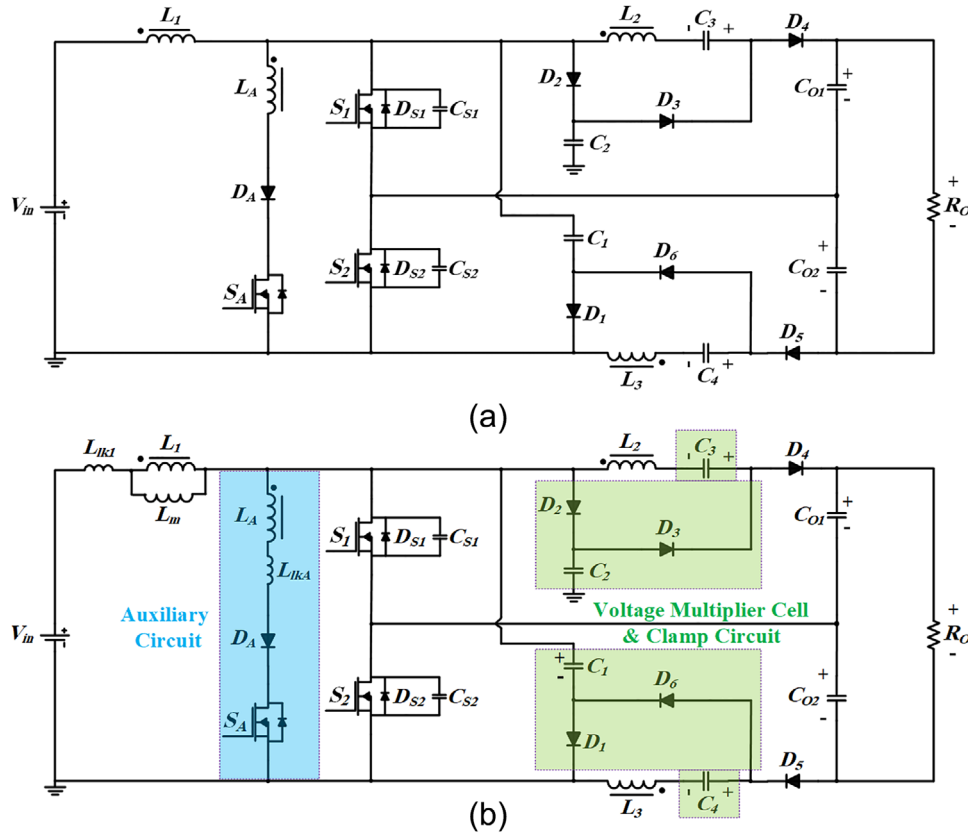 L1
L2
C3
D4
- +
LA
D2
D3
S1
DS1
CS1
C2
CO1
+
-
DA
Vin
+
-
RO
+
-
C1
D6
S2
DS2
CS2
CO2
+
-
SA
D1
D5
L3
C4
- +
(a)
Llk1
L1
Lm
L2
C3
D4
- +
LA
D2
D3
S1
DS1
CS1
LlkA
C2
CO1
+
-
Auxiliary
Circuit
Voltage Multiplier Cell
& Clamp Circuit
DA
Vin
+
-
RO
+
-
C1
+
-
D6
S2
DS2
CS2
CO2
+
-
SA
D1
D5
L3
C4
- +
(b)